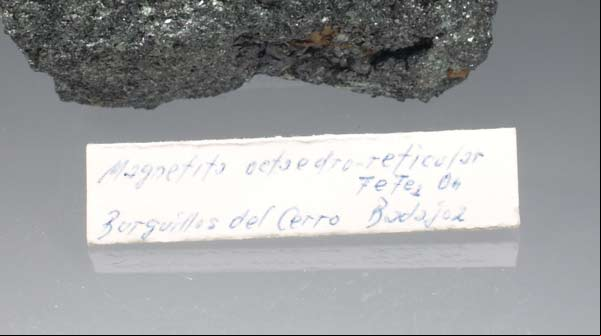 Magnetita octaedro-reticular
FeFe2 O4
Burguillos del Cerro Badajoz